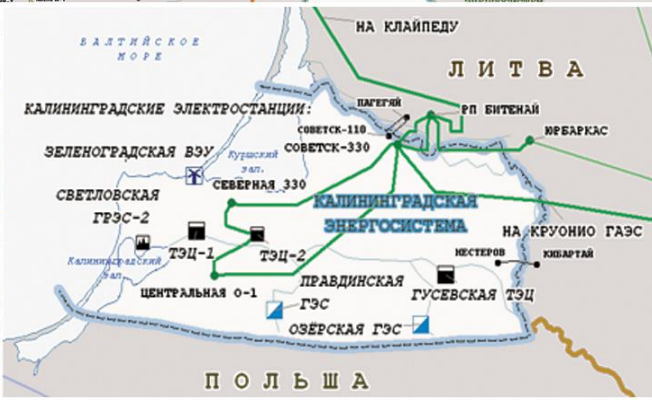 НА КЛАЙПЕДУ
БАЛТИЙСКОЕ
МОРЕ
ЛИТВА
КАЛИНИНГРАДСКИЕ ЭЛЕКТРОСТАНЦИИ:
ПАГЕГЯЙ
РП БИТЕНАЙ
СОВЕТСК-110
СОВЕТСК-330
ЮРБАРКАС
ЗЕЛЕНОГРАДСКАЯ ВЭУ
Куршский
зал.
СЕВЕРНАЯ 330
СВЕТЛОВСКАЯ
ГРЭС-2
КАЛИНИНГРАДСКАЯ
ЭНЕРГОСИСТЕМА
НА КРУОНИО ГАЭС
ТЭЦ-1
ТЭЦ-2
НЕСТЕРОВ
КИБАРТАЙ
Калининградский
зал.
ЦЕНТРАЛЬНАЯ О-1
ПРАВДИНСКАЯ
ГЭС
ГУСЕВСКАЯ ТЭЦ
ОЗЁРСКАЯ ГЭС
ПОЛЬША